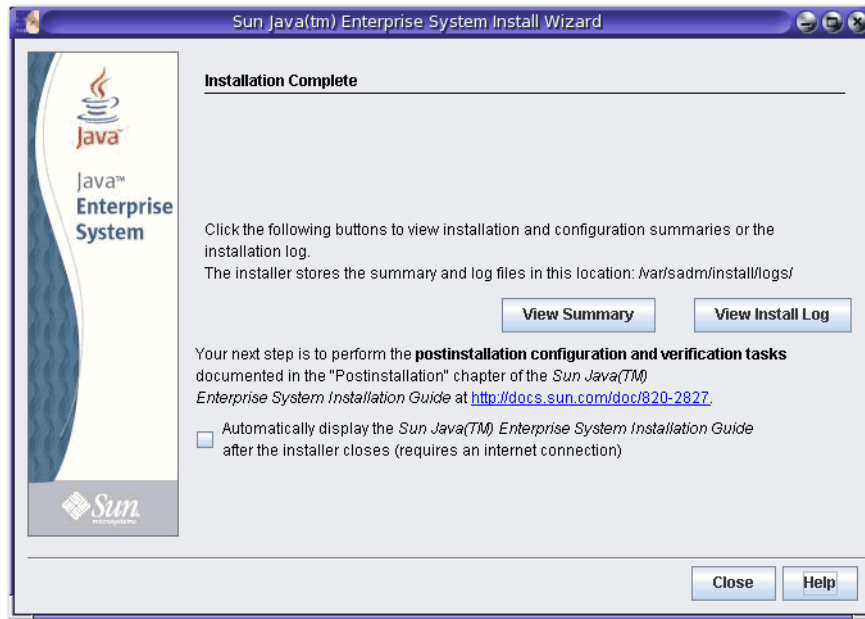 Sun Java(tm) Enterprise System Install Wizard
Java™
Java™
Enterprise
System
Sun
microsystems
Installation Complete
Click the following buttons to view installation and configuration summaries or the
installation log.
The installer stores the summary and log files in this location: /var/sadm/install/logs/
View Summary
View Install Log
Your next step is to perform the postinstallation configuration and verification tasks
documented in the "Postinstallation" chapter of the Sun Java(TM)
Enterprise System Installation Guide at http://docs.sun.com/doc/820-2827.
Automatically display the Sun Java(TM) Enterprise System Installation Guide
after the installer closes (requires an internet connection)
Close
Help